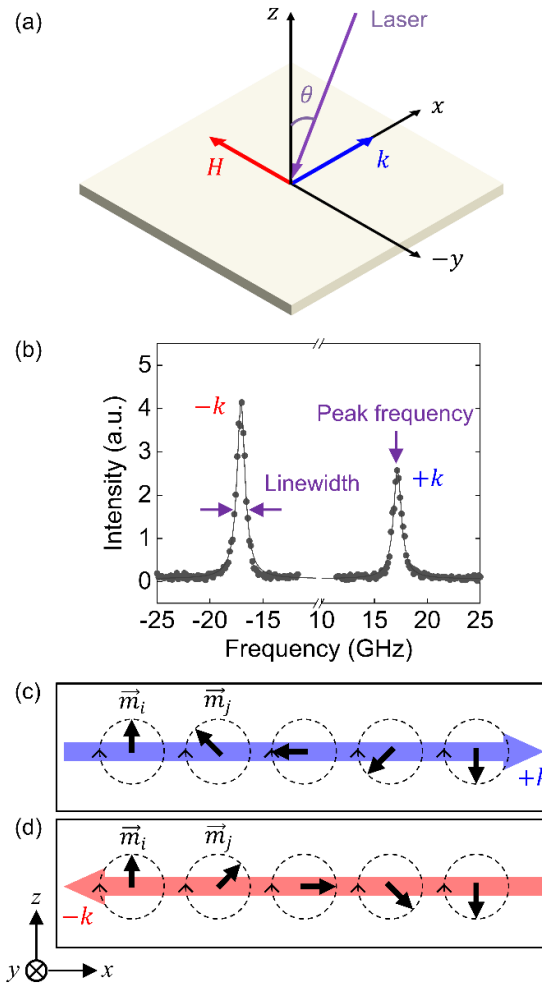 (a)
z
Laser
θ
x
H
k
−y
(b)
5
4
3
2
1
0
Intensity (a.u.)
−k
Peak frequency
+k
Linewidth
-25 -20 -15 10 15 20 25
Frequency (GHz)
(c)
m⃗ᵢ m⃗ⱼ
+k
(d)
m⃗ᵢ m⃗ⱼ
−k
z
y x